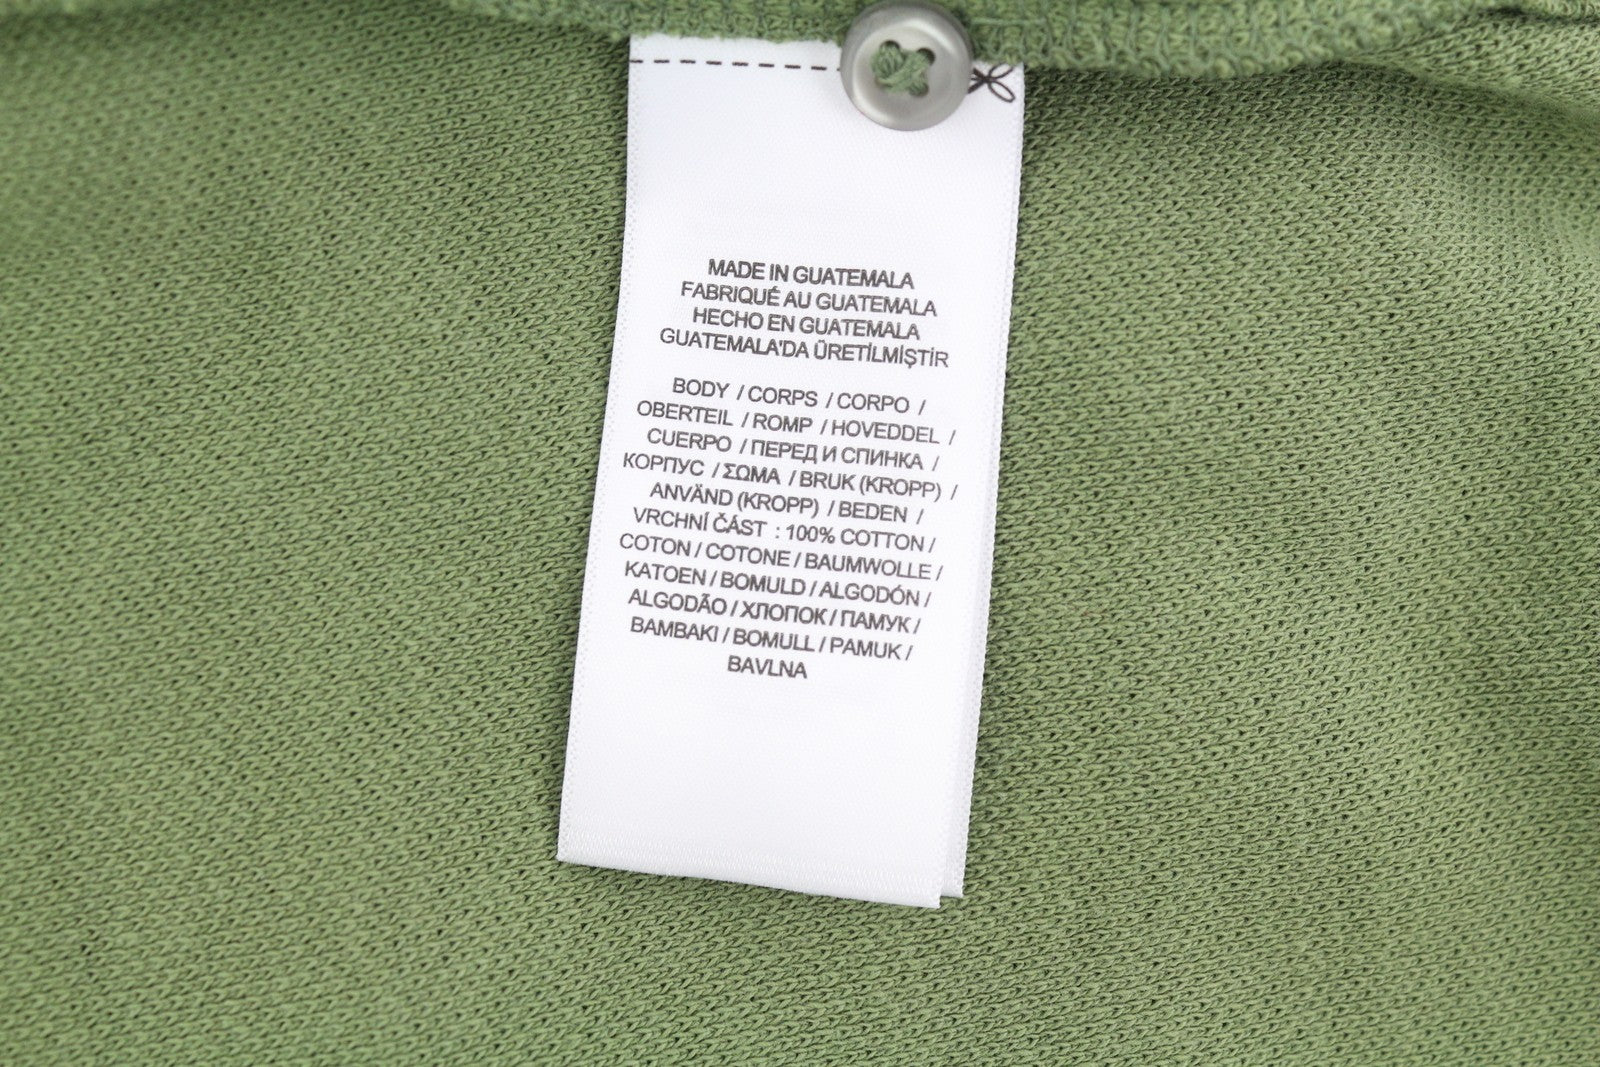 MADE IN GUATEMALA
FABRIQUÉ AU GUATEMALA
HECHO EN GUATEMALA
GUATEMALA'DA ÜRETİLMİŞTİR
BODY / CORPS / CORPO /
OBERTEIL / ROMP / HOVEDDEL /
CUERPO / ПЕРЕД И СПИНКА /
КОРПУС / ΣΩΜΑ / BRUK (KROPP) /
ANVÄND (KROPP) / BEDEN /
VRCHNÍ ČÁST : 100% COTTON /
COTON / COTONE / BAUMWOLLE /
KATOEN / BOMULD / ALGODÓN /
ALGODÃO / ХЛОПОК / ПАМУК /
ΒΑΜΒΑΚΙ / BOMULL / PAMUK /
BAVLNA